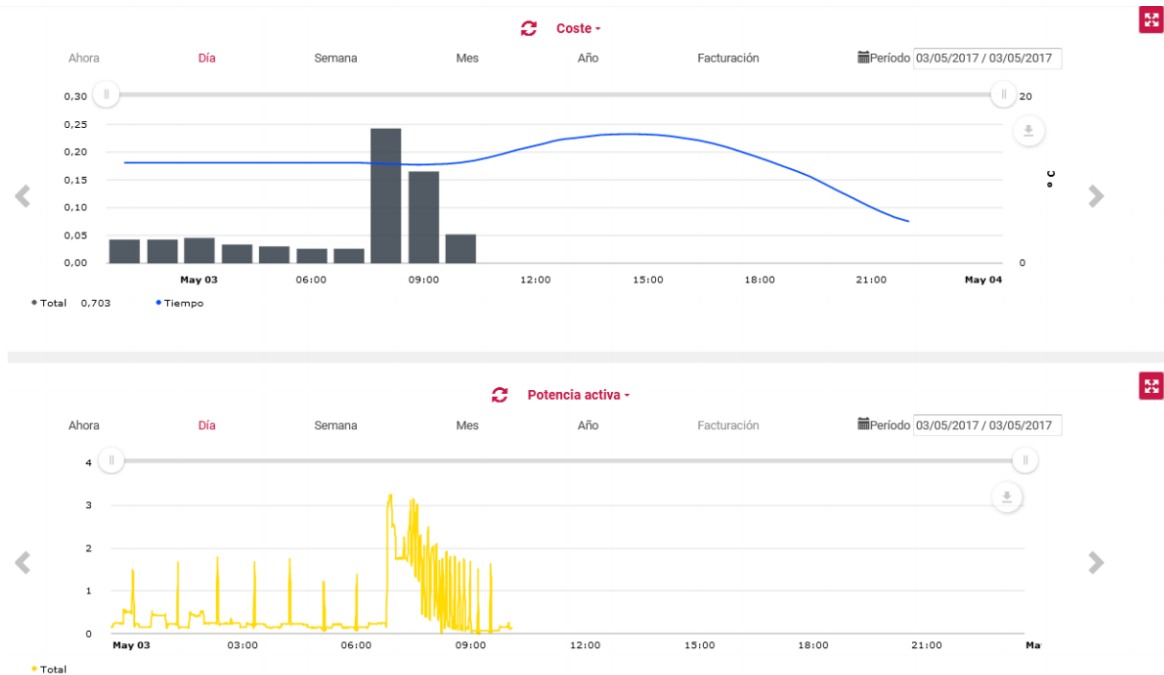 Coste
Ahora Día Semana Mes Año Facturación Período 03/05/2017 / 03/05/2017
0,30 20
0,25
0,20
0,15 º C
0,10
0,05
0,00 0
May 03 06:00 09:00 12:00 15:00 18:00 21:00 May 04
Total 0,703 Tiempo
Potencia activa
Ahora Día Semana Mes Año Facturación Período 03/05/2017 / 03/05/2017
4
3
2
1
0
May 03 03:00 06:00 09:00 12:00 15:00 18:00 21:00 Ma
Total